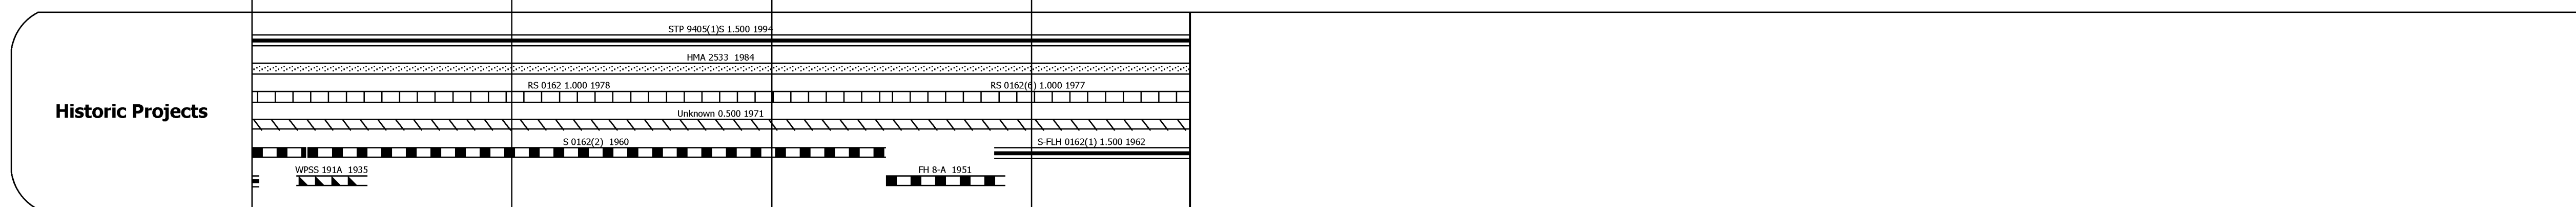 STP 9405(1)S 1.500 1994
HMA 2533 1984
RS 0162 1.000 1978 RS 0162(6) 1.000 1977
Historic Projects
Unknown 0.500 1971
S 0162(2) 1960 S-FLH 0162(1) 1.500 1962
WPSS 191A 1935 FH 8-A 1951